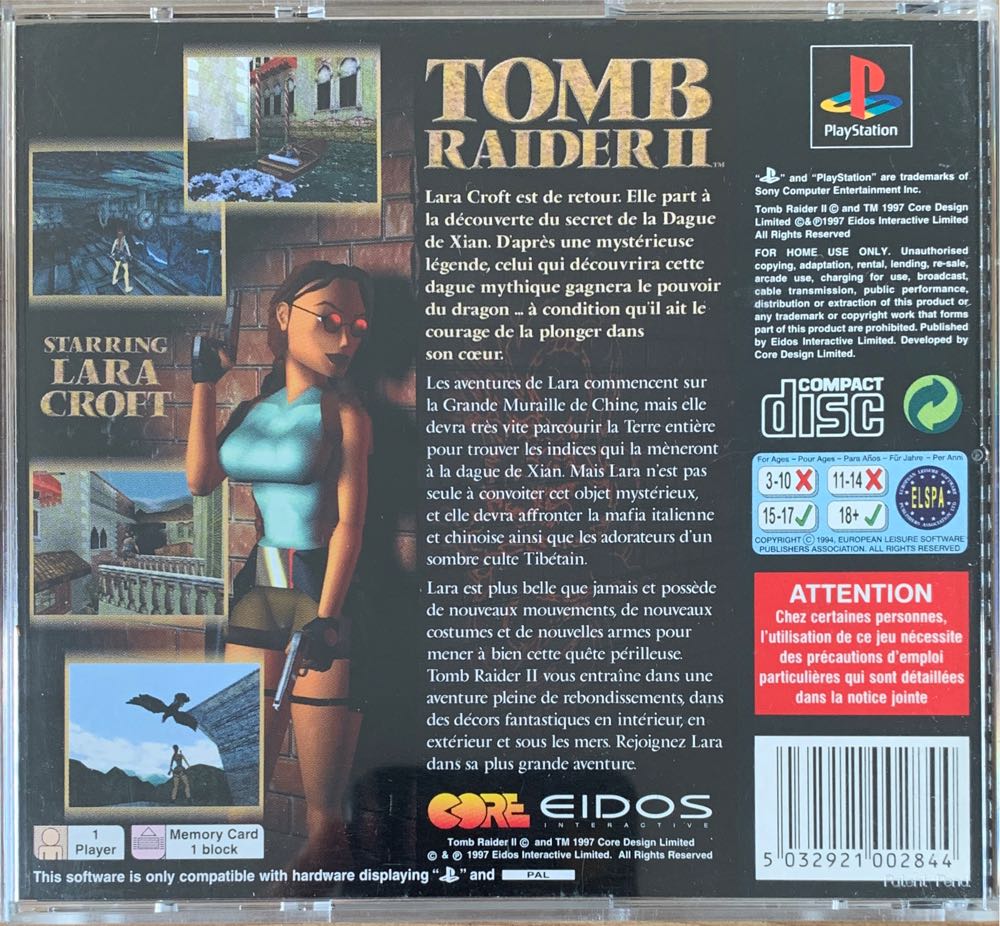 TOMB
RAIDER II™
Lara Croft est de retour. Elle part à
la découverte du secret de la Dague
de Xian. D'après une mystérieuse
légende, celui qui découvrira cette
dague mythique gagnera le pouvoir
du dragon ... à condition qu'il ait le
courage de la plonger dans
son cœur.
Les aventures de Lara commencent sur
la Grande Muraille de Chine, mais elle
devra très vite parcourir la Terre entière
pour trouver les indices qui la mèneront
à la dague de Xian. Mais Lara n'est pas
seule à convoiter cet objet mystérieux,
et elle devra affronter la mafia italienne
et chinoise ainsi que les adorateurs d'un
sombre culte Tibétain.
Lara est plus belle que jamais et possède
de nouveaux mouvements, de nouveaux
costumes et de nouvelles armes pour
mener à bien cette quête périlleuse.
Tomb Raider II vous entraîne dans une
aventure pleine de rebondissements, dans
des décors fantastiques en intérieur, en
extérieur et sous les mers. Rejoignez Lara
dans sa plus grande aventure.
CORE EIDOS
INTERACTIVE
Tomb Raider II © and TM 1997 Core Design
© & ℗ 1997 Eidos Interactive Limited. All Rights Reserved
STARRING
LARA
CROFT
1
Player
Memory Card
1 block
This software is only compatible with hardware displaying "PS" and PAL
PlayStation
"PS" and "PlayStation" are trademarks of
Sony Computer Entertainment Inc.
Tomb Raider II © and TM 1997 Core Design
Limited ©&℗1997 Eidos Interactive Limited
All Rights Reserved
FOR HOME USE ONLY. Unauthorised
copying, adaptation, rental, lending, re-sale,
arcade use, charging for use, broadcast,
cable transmission, public performance,
distribution or extraction of this product or
any trademark or copyright work that forms
part of this product are prohibited. Published
by Eidos Interactive Limited. Developed by
Core Design Limited.
COMPACT
disc
For Ages - Pour Ages - Para Años - Für Jahre - Per Anni
3-10 11-14
15-17 18+
EUROPEAN LEISURE SOFTWARE PUBLISHERS ASSOCIATION LTD
ELSPA
COPYRIGHT © 1994, EUROPEAN LEISURE SOFTWARE
PUBLISHERS ASSOCIATION. ALL RIGHTS RESERVED
ATTENTION
Chez certaines personnes,
l'utilisation de ce jeu nécessite
des précautions d'emploi
particulières qui sont détaillées
dans la notice jointe
5 032921 002844
Patent Pend